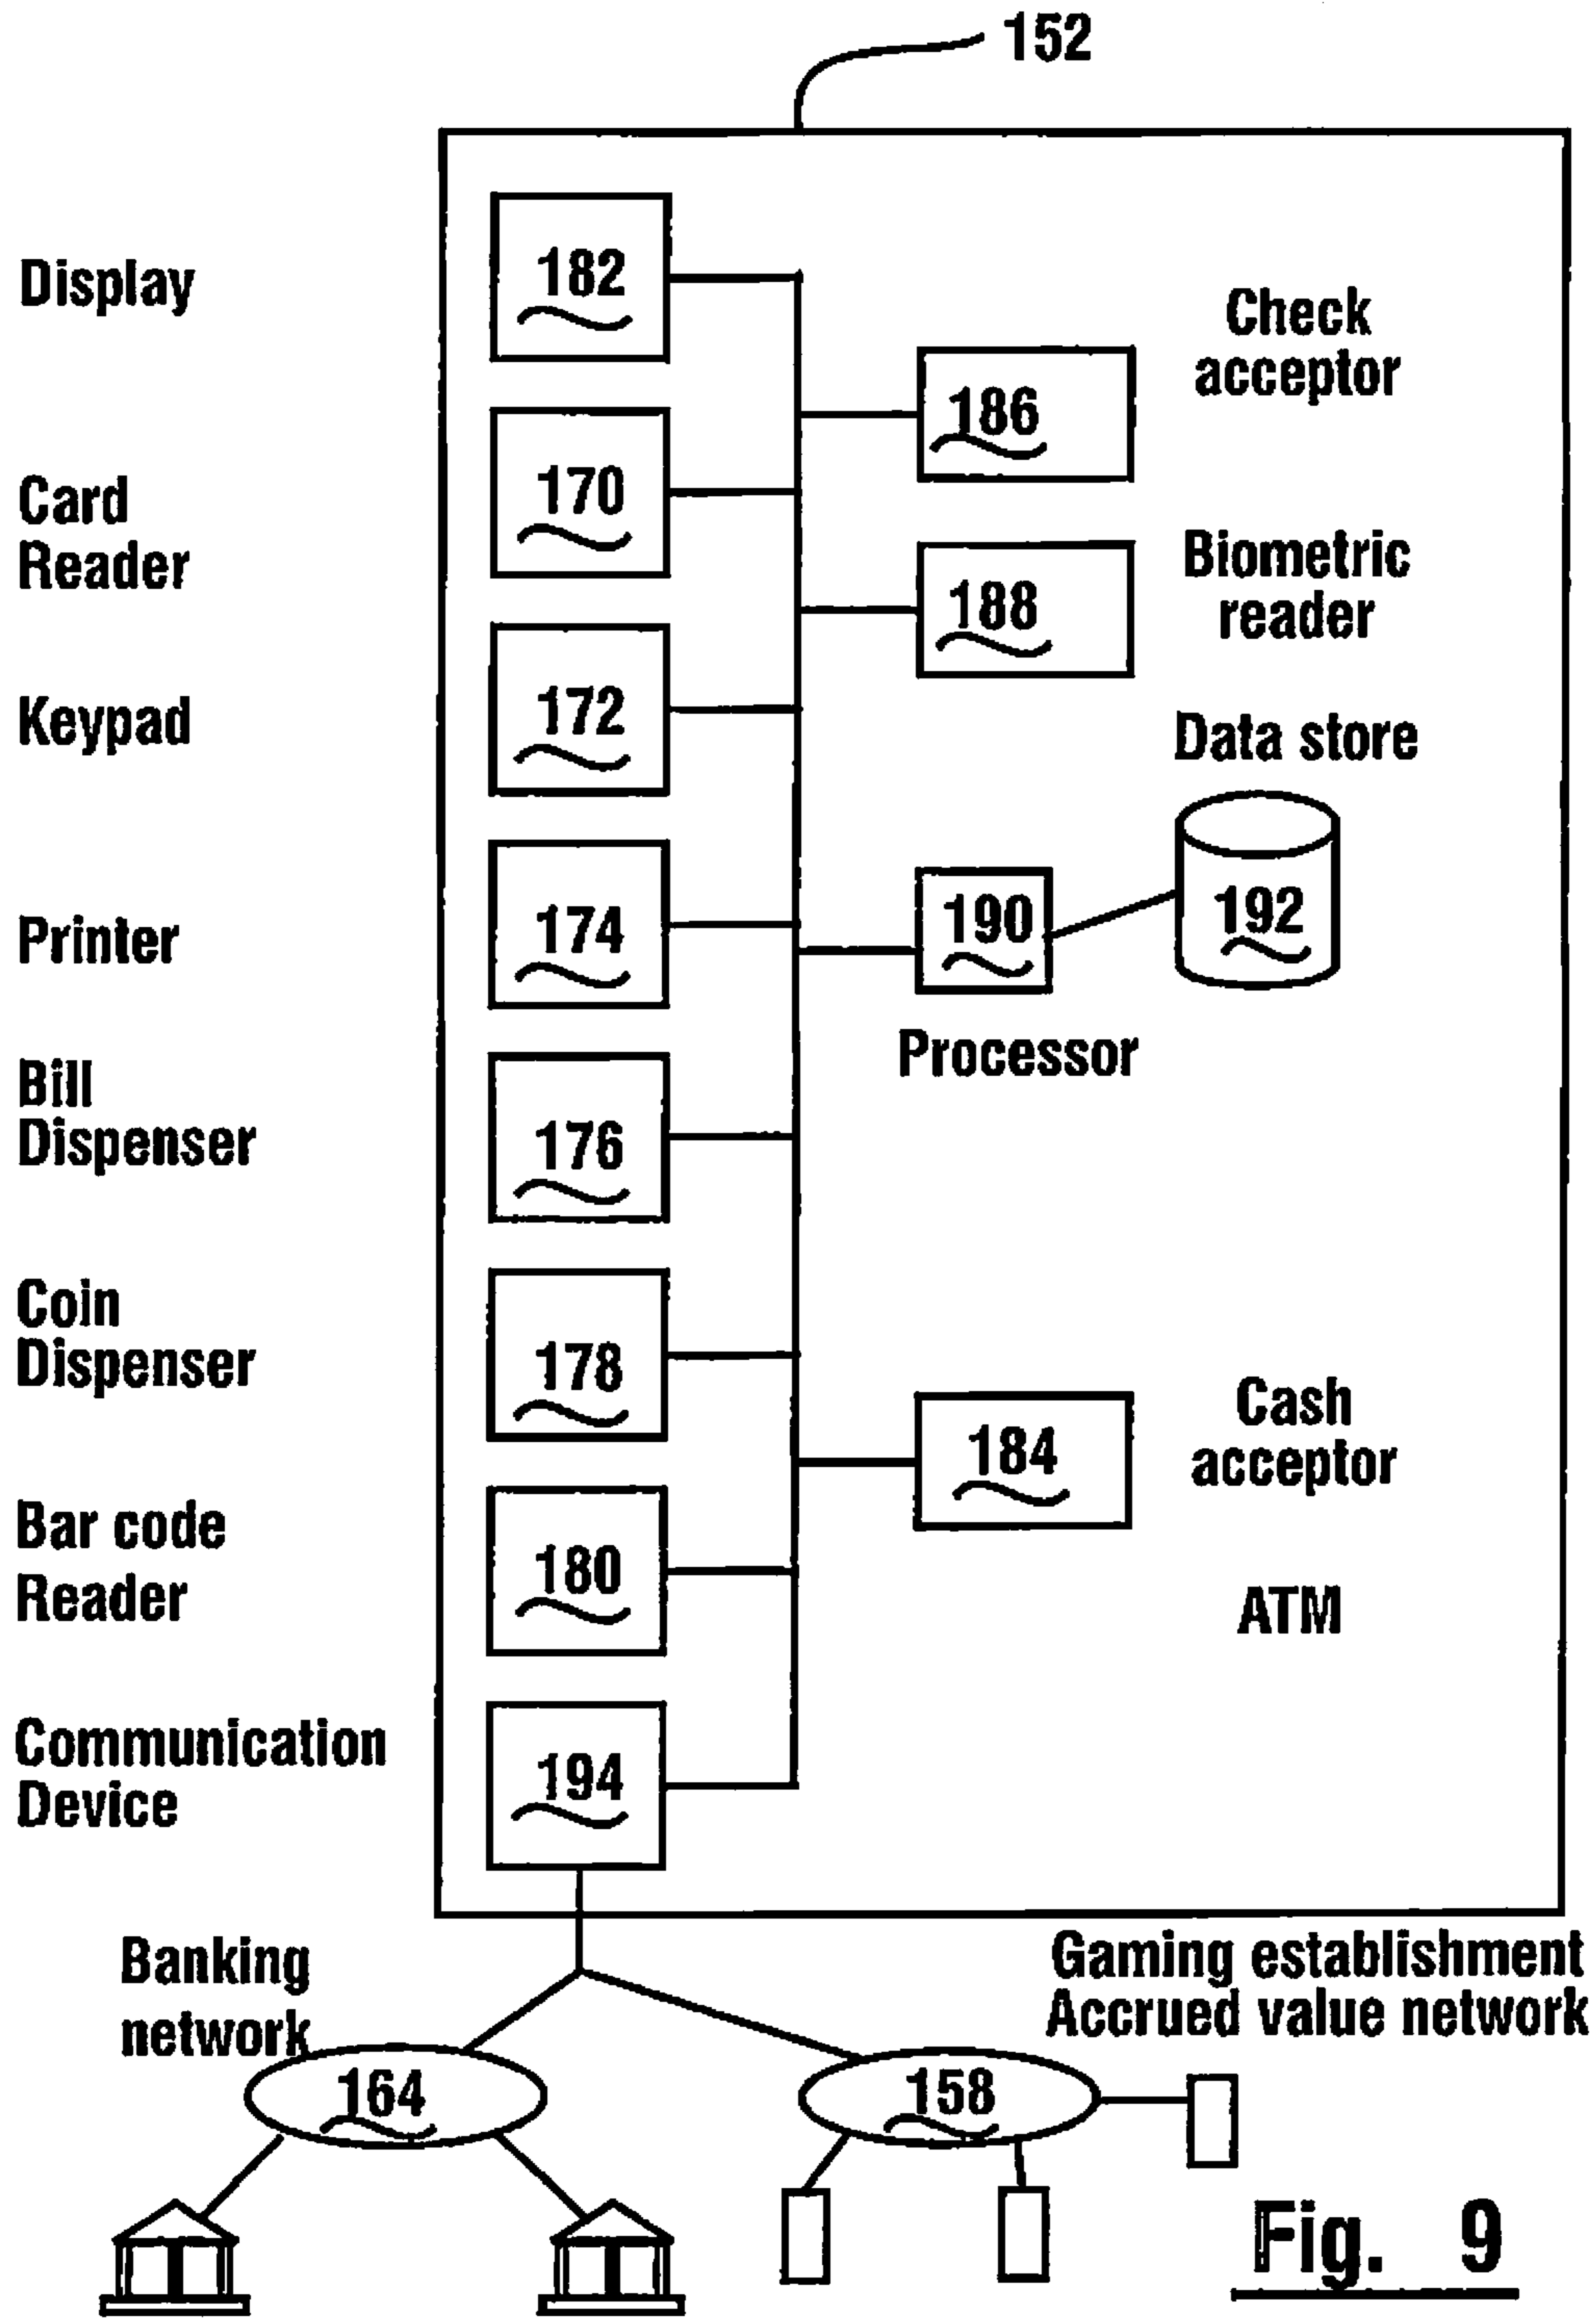 152
Display
182
Check
acceptor
186
Card
Reader
170
Biometric
reader
188
Keypad
172
Data store
192
Printer
174
190
Processor
Bill
Dispenser
176
Coin
Dispenser
178
Cash
acceptor
184
Bar code
Reader
180
ATM
Communication
Device
194
Banking
network
164
Gaming establishment
Accrued value network
158
Fig. 9